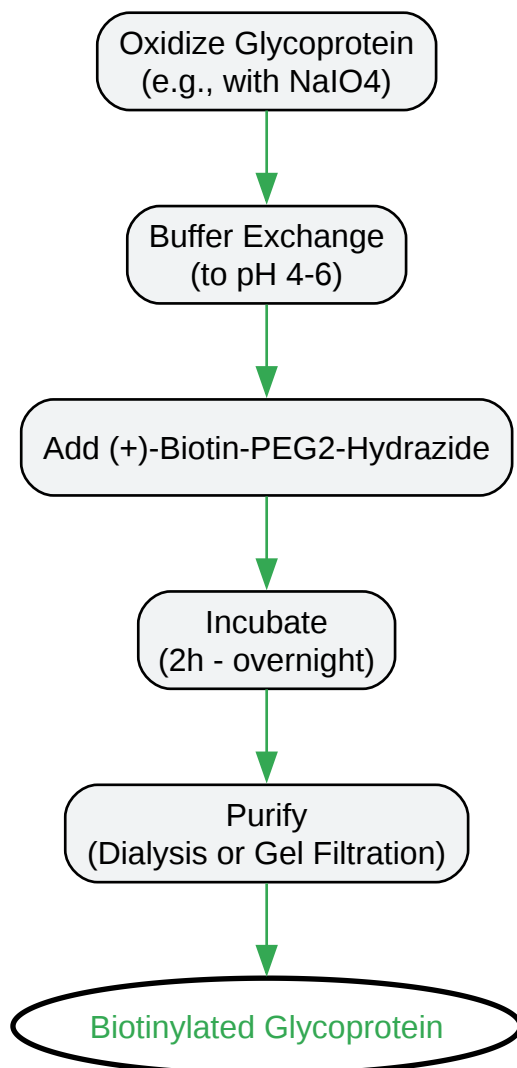 Oxidize Glycoprotein
(e.g., with NaIO4)
Buffer Exchange
(to pH 4-6)
Add (+)-Biotin-PEG2-Hydrazide
Incubate
(2h - overnight)
Purify
(Dialysis or Gel Filtration)
Biotinylated Glycoprotein